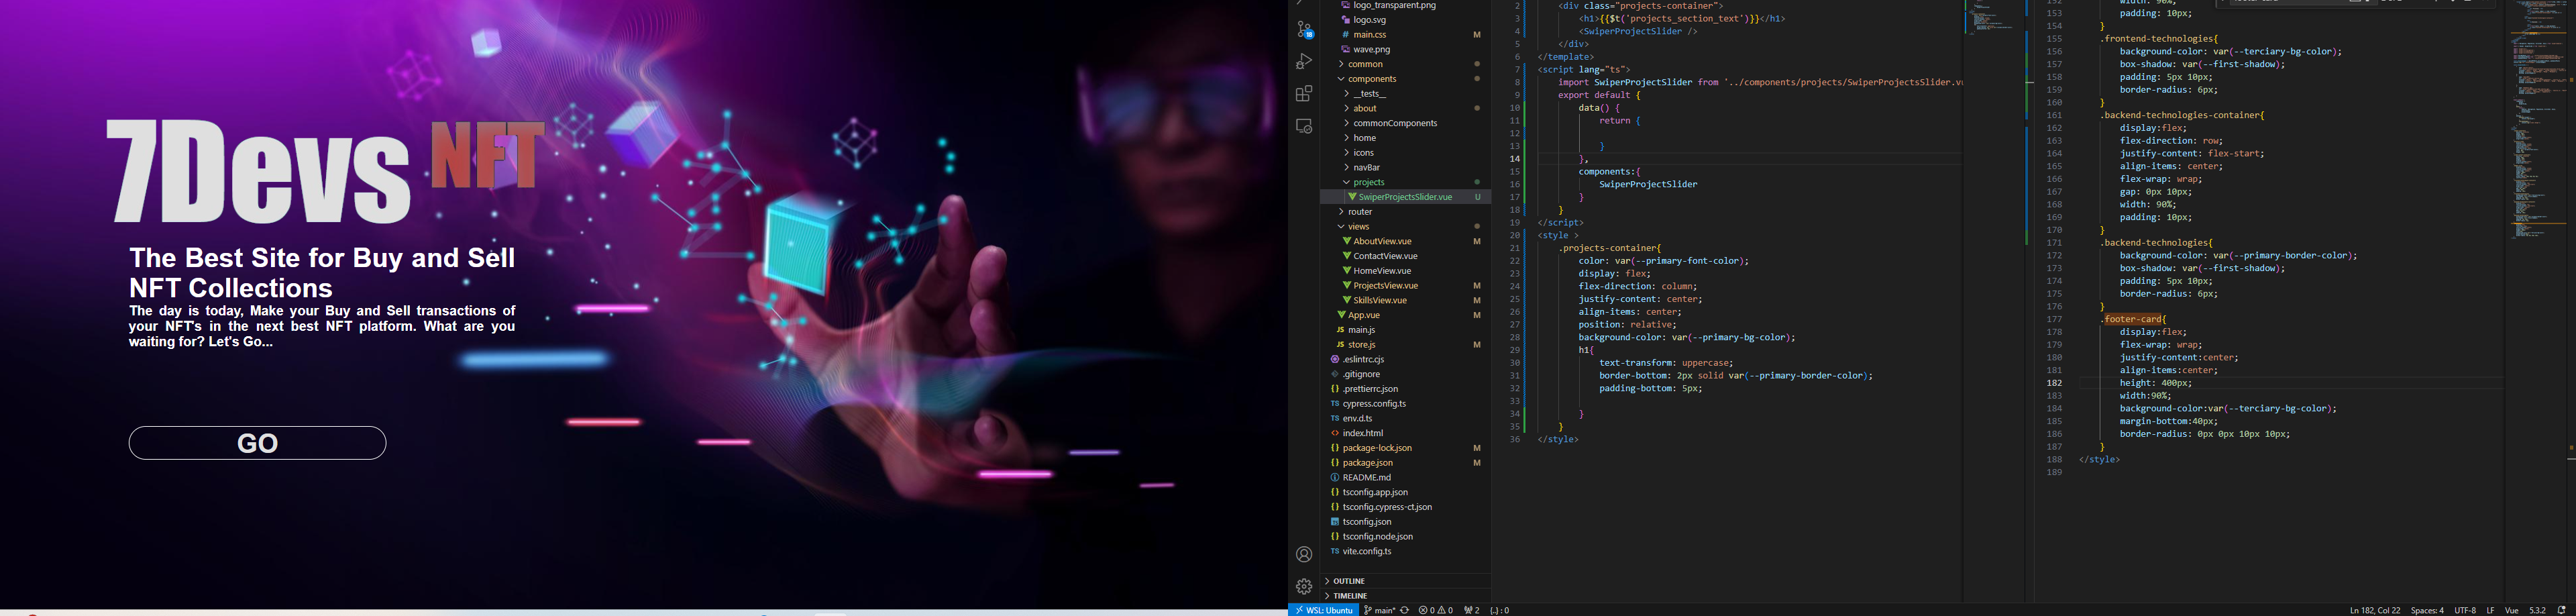 7Devs NFT
The Best Site for Buy and Sell
NFT Collections
The day is today, Make your Buy and Sell transactions of
your NFT's in the next best NFT platform. What are you
waiting for? Let's Go...
GO
18
logo_transparent.png
logo.svg
main.css M
wave.png
common
components
__tests__
about
commonComponents
home
icons
navBar
projects
SwiperProjectsSlider.vue U
router
views
AboutView.vue M
ContactView.vue
HomeView.vue
ProjectsView.vue M
SkillsView.vue M
App.vue M
main.js
store.js M
.eslintrc.cjs
.gitignore
.prettierrc.json
cypress.config.ts
env.d.ts
index.html
package-lock.json M
package.json M
README.md
tsconfig.app.json
tsconfig.cypress-ct.json
tsconfig.json
tsconfig.node.json
vite.config.ts
OUTLINE
TIMELINE
2 <div class="projects-container">
3 <h1>{{$t('projects_section_text')}}</h1>
4 <SwiperProjectSlider />
5 </div>
6 </template>
7 <script lang="ts">
8 import SwiperProjectSlider from '../components/projects/SwiperProjectsSlider.vu
9 export default {
10 data() {
11 return {
12
13 }
14 },
15 components:{
16 SwiperProjectSlider
17 }
18 }
19 </script>
20 <style >
21 .projects-container{
22 color: var(--primary-font-color);
23 display: flex;
24 flex-direction: column;
25 justify-content: center;
26 align-items: center;
27 position: relative;
28 background-color: var(--primary-bg-color);
29 h1{
30 text-transform: uppercase;
31 border-bottom: 2px solid var(--primary-border-color);
32 padding-bottom: 5px;
33
34 }
35 }
36 </style>
152 width: 90%;
153 padding: 10px;
154 }
155 .frontend-technologies{
156 background-color: var(--terciary-bg-color);
157 box-shadow: var(--first-shadow);
158 padding: 5px 10px;
159 border-radius: 6px;
160 }
161 .backend-technologies-container{
162 display:flex;
163 flex-direction: row;
164 justify-content: flex-start;
165 align-items: center;
166 flex-wrap: wrap;
167 gap: 0px 10px;
168 width: 90%;
169 padding: 10px;
170 }
171 .backend-technologies{
172 background-color: var(--primary-border-color);
173 box-shadow: var(--first-shadow);
174 padding: 5px 10px;
175 border-radius: 6px;
176 }
177 .footer-card{
178 display:flex;
179 flex-wrap: wrap;
180 justify-content:center;
181 align-items:center;
182 height: 400px;
183 width:90%;
184 background-color:var(--terciary-bg-color);
185 margin-bottom:40px;
186 border-radius: 0px 0px 10px 10px;
187 }
188 </style>
189
WSL: Ubuntu main* 0 0 2 {..} : 0
Ln 182, Col 22 Spaces: 4 UTF-8 LF Vue 5.3.2